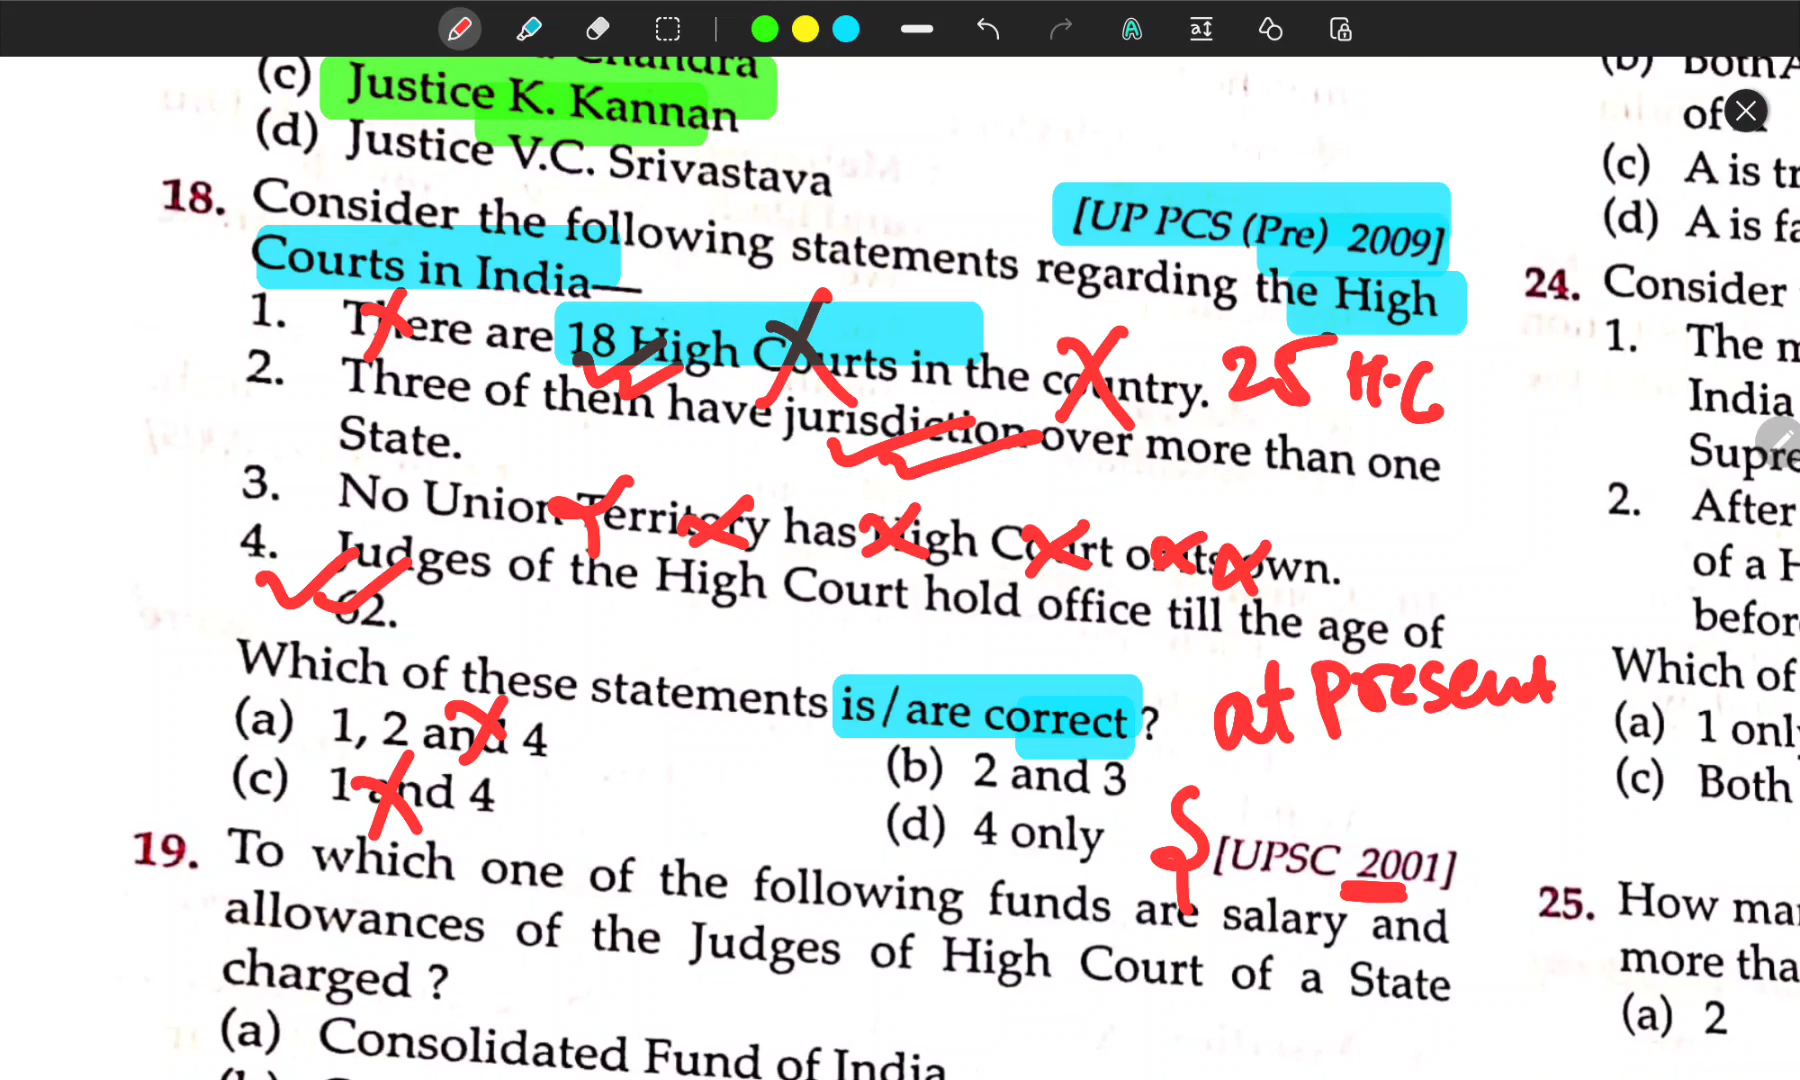 Chandra
(c) Justice K. Kannan
(d) Justice V.C. Srivastava
[UP PCS (Pre) 2009]
18. Consider the following statements regarding the High
Courts in India—
1. There are 18 High Courts in the country. 25 H.C
2. Three of them have jurisdiction over more than one
State.
3. No Union Territory has High Court of its own.
4. Judges of the High Court hold office till the age of
62.
at present
Which of these statements is/are correct ?
(a) 1, 2 and 4
(b) 2 and 3
(c) 1 and 4
(d) 4 only
[UPSC 2001]
19. To which one of the following funds are salary and
allowances of the Judges of High Court of a State
charged ?
(a) Consolidated Fund of India
(b) Both A
of
(c) A is tr
(d) A is fa
24. Consider
1. The m
India
Supre
2. After
of a H
befor
Which of
(a) 1 only
(c) Both
25. How ma
more tha
(a) 2